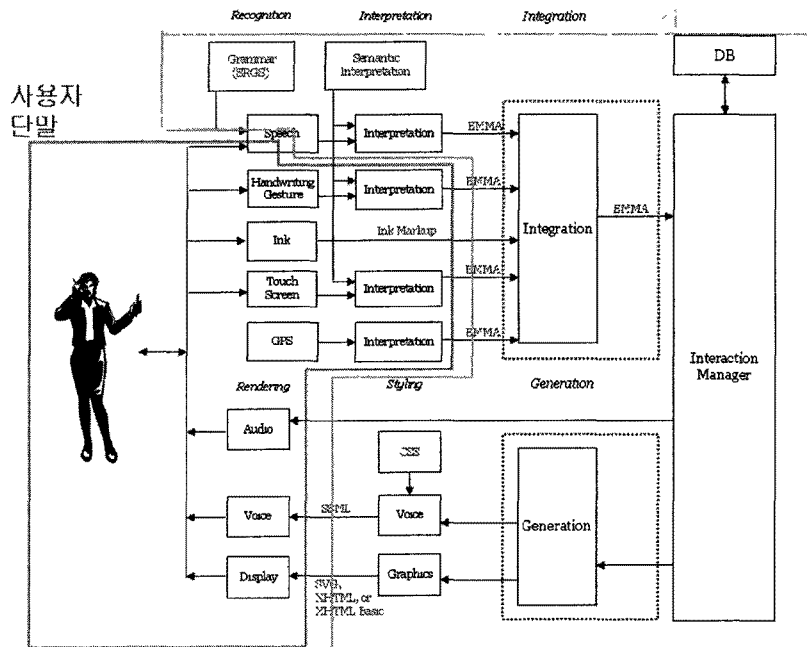 Recognition
Interpretation
Integration
Grammar
(SRGS)
Semantic
Interpretation
DB
사용자
단말
Speech
Interpretation
EMMA
Handwriting
Gesture
Interpretation
EMMA
Integration
EMMA
Ink
Ink Markup
Touch
Screen
Interpretation
EMMA
GPS
Interpretation
EMMA
Interaction
Manager
Rendering
Styling
Generation
Audio
CSS
Voice
SSML
Voice
Generation
Display
Graphics
SVG,
XHTML, or
XHTML Basic